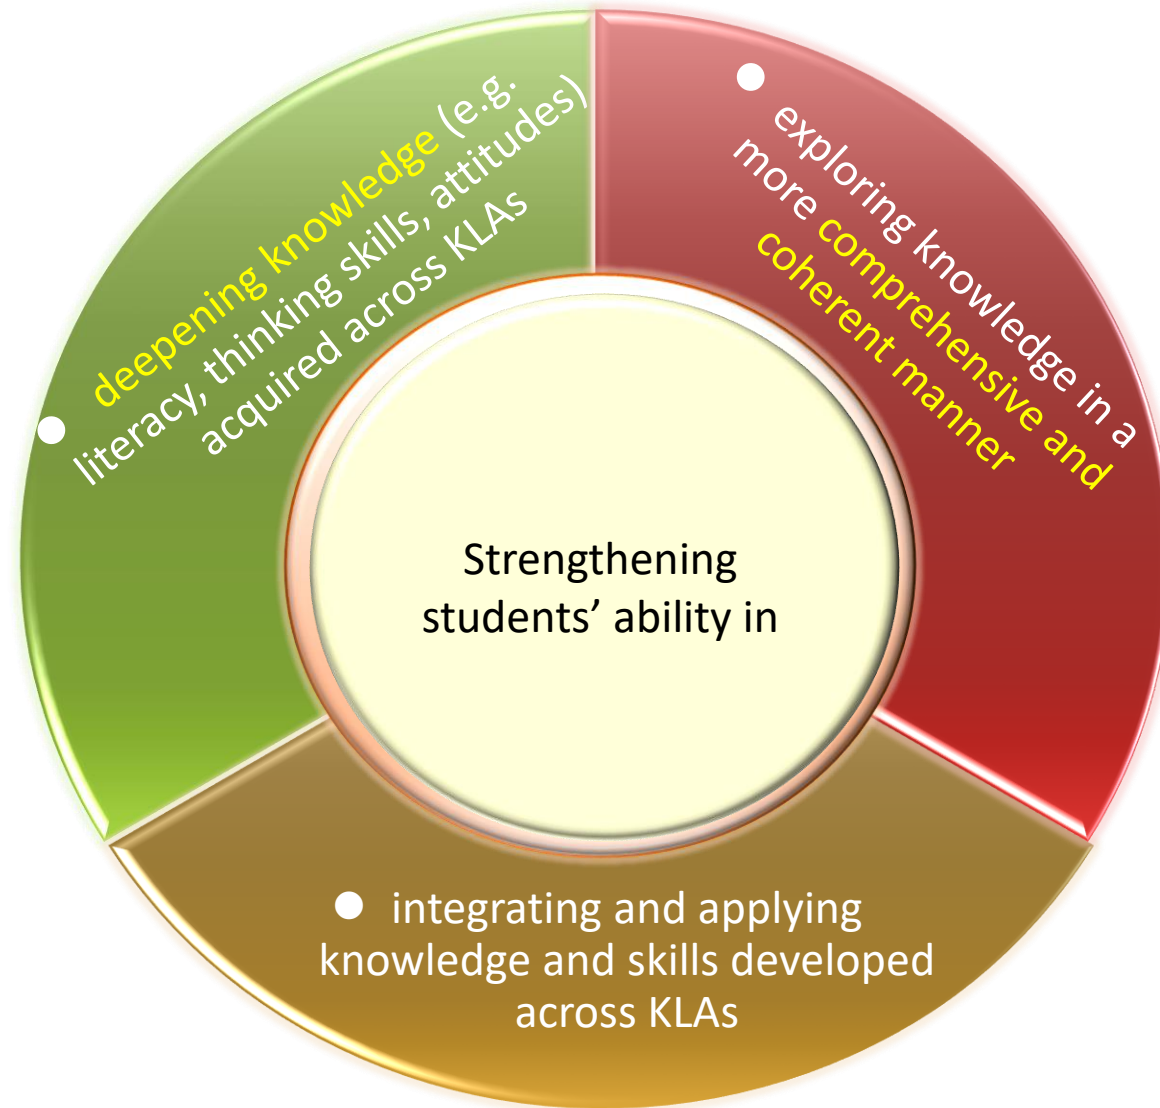 ● deepening knowledge (e.g.
literacy, thinking skills, attitudes)
acquired across KLAs
● exploring knowledge in a
more comprehensive and
coherent manner
Strengthening
students’ ability in
● integrating and applying
knowledge and skills developed
across KLAs